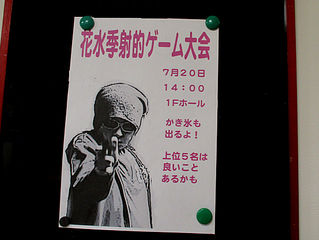 花水季射的ゲーム大会
7月20日
14:00
1Fホール
かき氷も
出るよ！
上位５名は
良いこと
あるかも